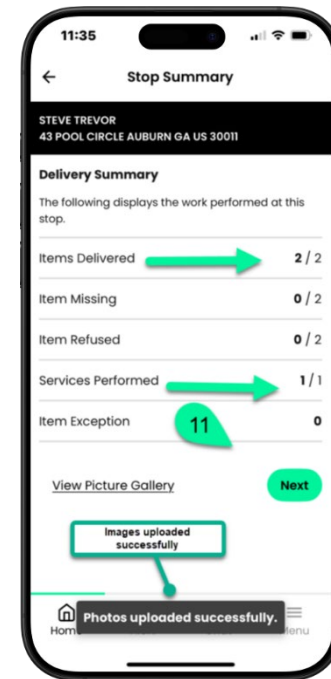 11:35
Stop Summary
STEVE TREVOR
43 POOL CIRCLE AUBURN GA US 30011
Delivery Summary
The following displays the work performed at this
stop.
Items Delivered 2 / 2
Item Missing 0 / 2
Item Refused 0 / 2
Services Performed 1 / 1
Item Exception 0
11
View Picture Gallery Next
Images uploaded
successfully
Photos uploaded successfully.
Home